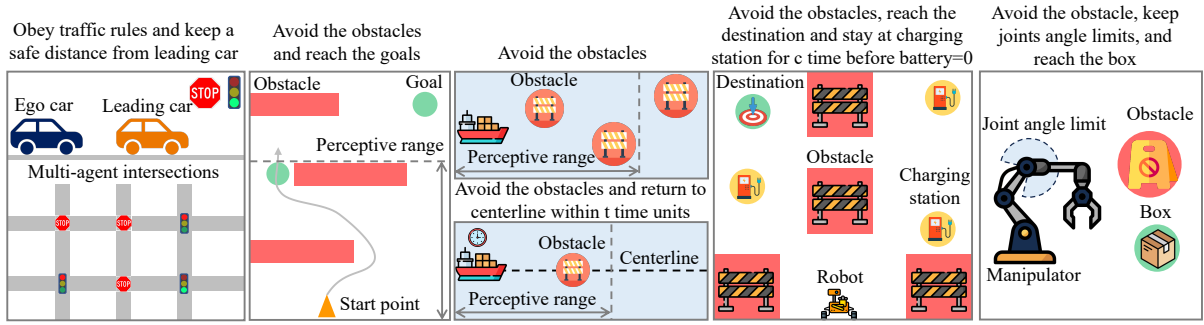 Obey traffic rules and keep a
safe distance from leading car
STOP
Ego car
Leading car
Multi-agent intersections
STOP
STOP
STOP
Avoid the obstacles
and reach the goals
Obstacle
Goal
Perceptive range
Start point
Avoid the obstacles
Obstacle
Perceptive range
Avoid the obstacles and return to
centerline within t time units
Obstacle
Centerline
Perceptive range
Avoid the obstacles, reach the
destination and stay at charging
station for c time before battery=0
Destination
Obstacle
Charging
station
Robot
Avoid the obstacle, keep
joints angle limits, and
reach the box
Joint angle limit
Obstacle
Box
Manipulator